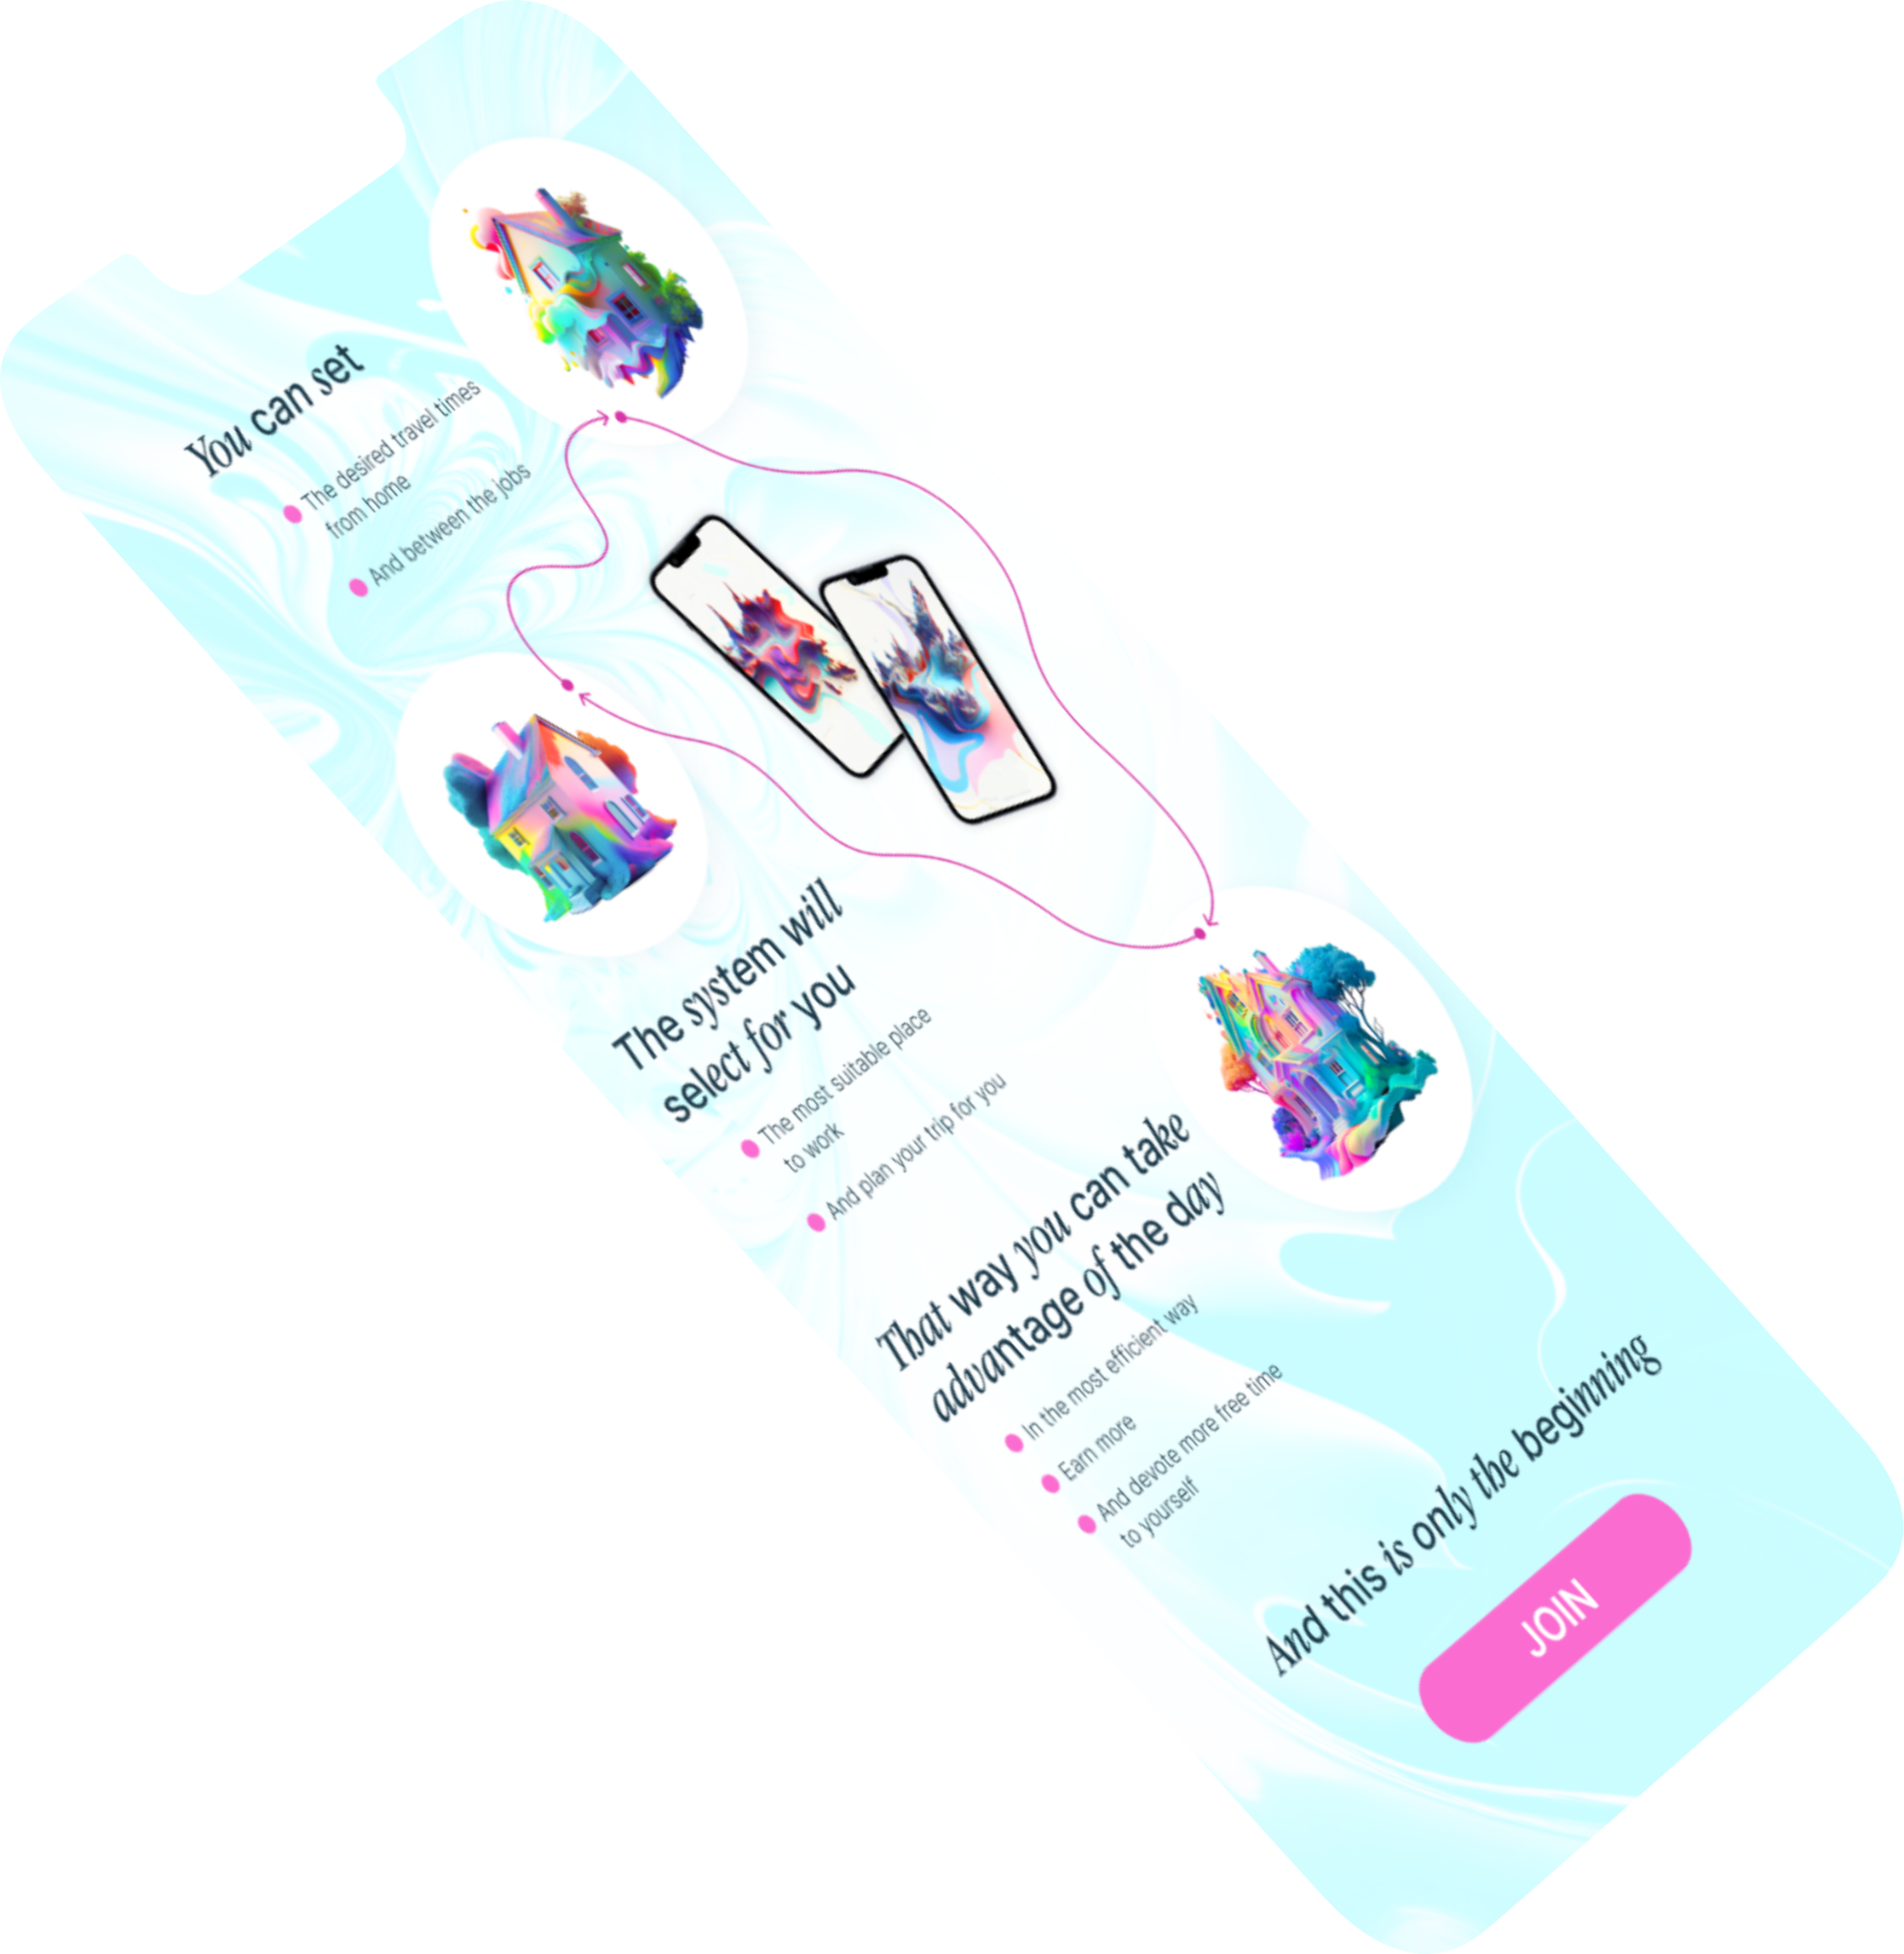 You can set
The desired travel times
from home
And between the jobs
The system will
select for you
The most suitable place
to work
And plan your trip for you
That way you can take
advantage of the day
In the most efficient way
Earn more
And devote more free time
to yourself
And this is only the beginning
JOIN